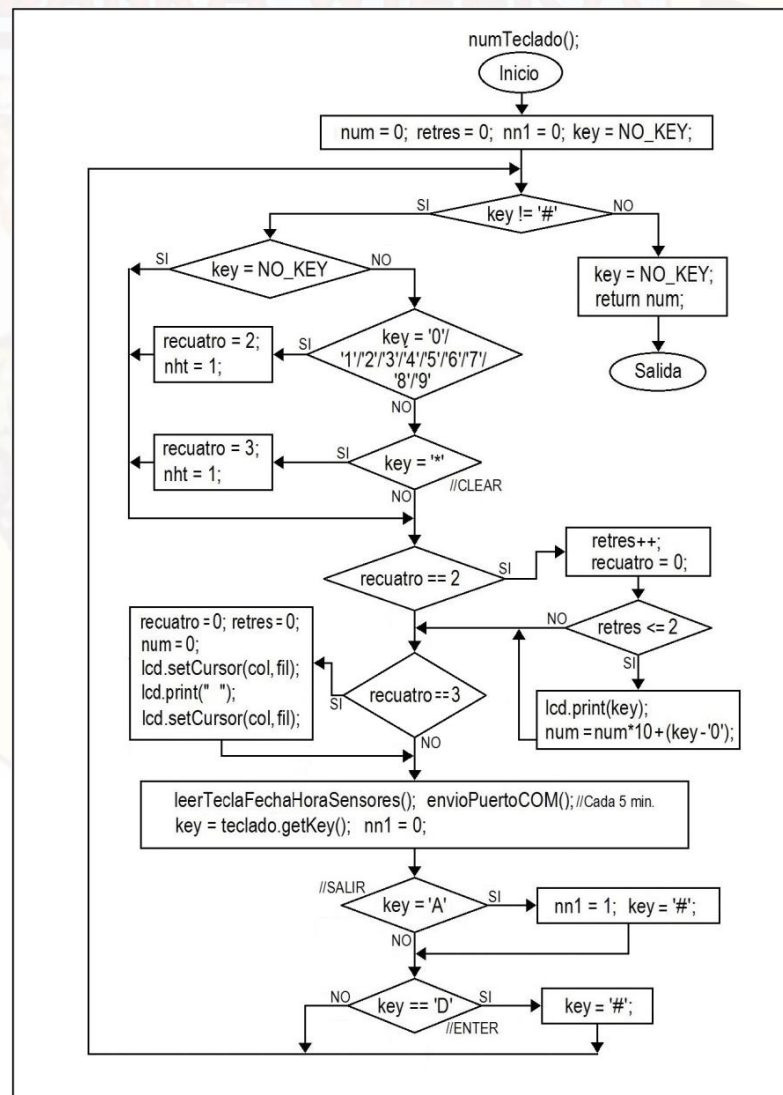 numTeclado();
Inicio
num = 0; retres = 0; nn1 = 0; key = NO_KEY;
SI
key != '#'
NO
SI
key = NO_KEY
NO
key = NO_KEY;
return num;
Salida
recuatro = 2;
nht = 1;
SI
key = '0'/
'1'/'2'/'3'/'4'/'5'/'6'/'7'/
'8'/'9'
NO
recuatro = 3;
nht = 1;
SI
key = '*'
//CLEAR
NO
recuatro == 2
SI
retres++;
recuatro = 0;
NO
retres <= 2
SI
lcd.print(key);
num =num*10+(key-'0');
recuatro=0; retres=0;
num=0;
lcd.setCursor(col,fil);
lcd.print("  ");
lcd.setCursor(col,fil);
SI
recuatro==3
NO
leerTeclaFechaHoraSensores(); envioPuertoCOM(); //Cada 5 min.
key = teclado.getKey(); nn1 = 0;
//SALIR
key = 'A'
SI
nn1 = 1; key = '#';
NO
NO
key == 'D'
SI
//ENTER
key = '#';